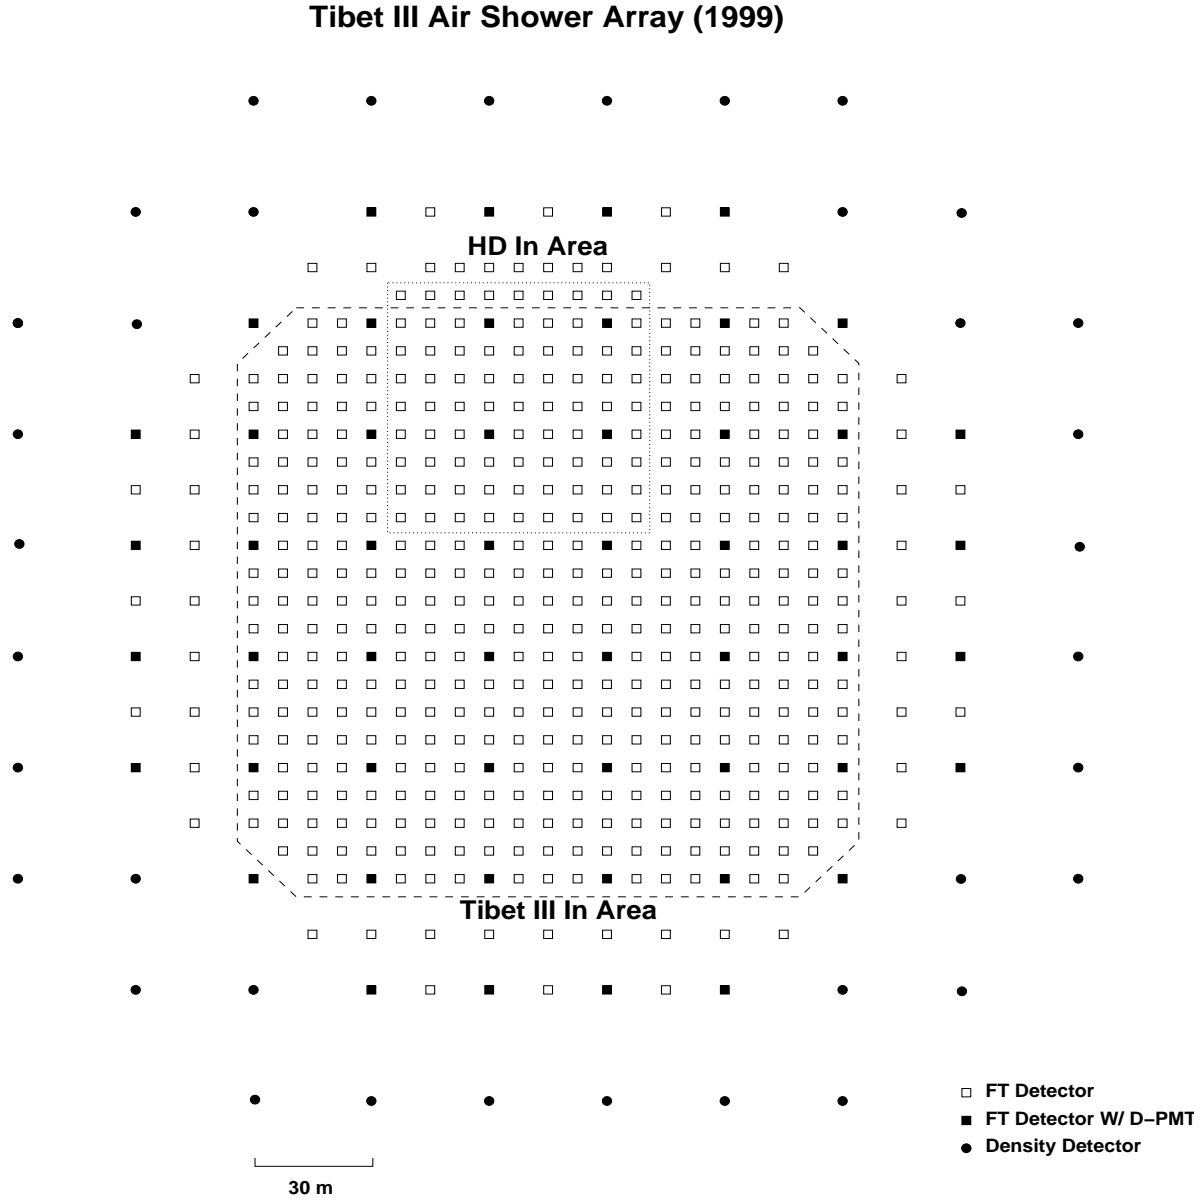 Tibet III Air Shower Array (1999)
HD In Area
Tibet III In Area
FT Detector
FT Detector W/ D−PMT
Density Detector
30 m